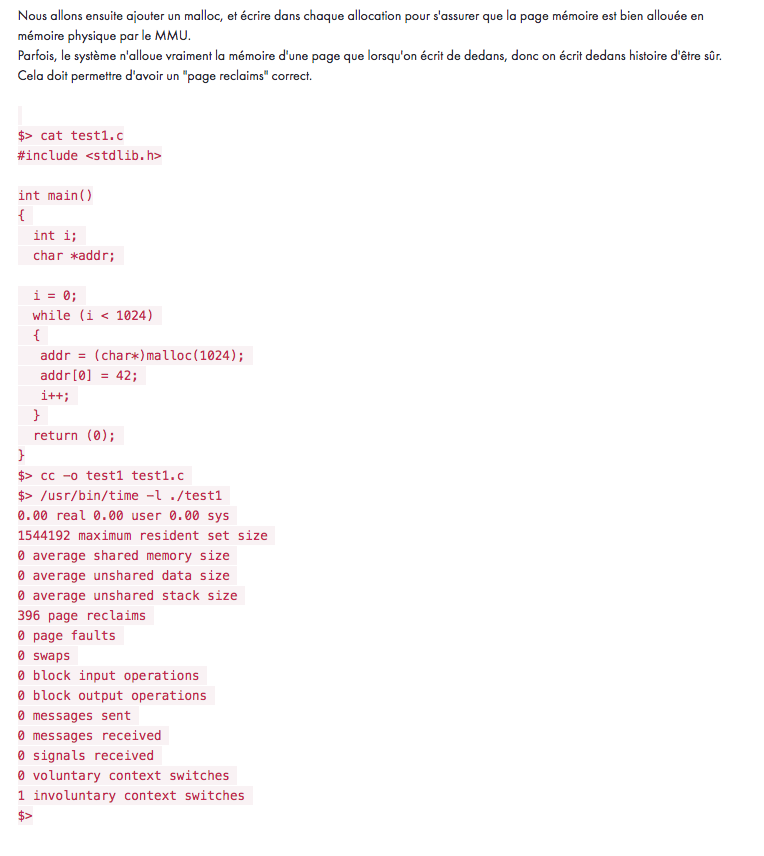 Nous allons ensuite ajouter un malloc, et écrire dans chaque allocation pour s'assurer que la page mémoire est bien allouée en
mémoire physique par le MMU.
Parfois, le système n'alloue vraiment la mémoire d'une page que lorsqu'on écrit de dedans, donc on écrit dedans histoire d'être sûr.
Cela doit permettre d'avoir un "page reclaims" correct.
$> cat test1.c
#include <stdlib.h>
int main()
{
int i;
char *addr;
i = 0;
while (i < 1024)
{
addr = (char*)malloc(1024);
addr[0] = 42;
i++;
}
return (0);
}
$> cc -o test1 test1.c
$> /usr/bin/time -l ./test1
0.00 real 0.00 user 0.00 sys
1544192 maximum resident set size
0 average shared memory size
0 average unshared data size
0 average unshared stack size
396 page reclaims
0 page faults
0 swaps
0 block input operations
0 block output operations
0 messages sent
0 messages received
0 signals received
0 voluntary context switches
1 involuntary context switches
$>